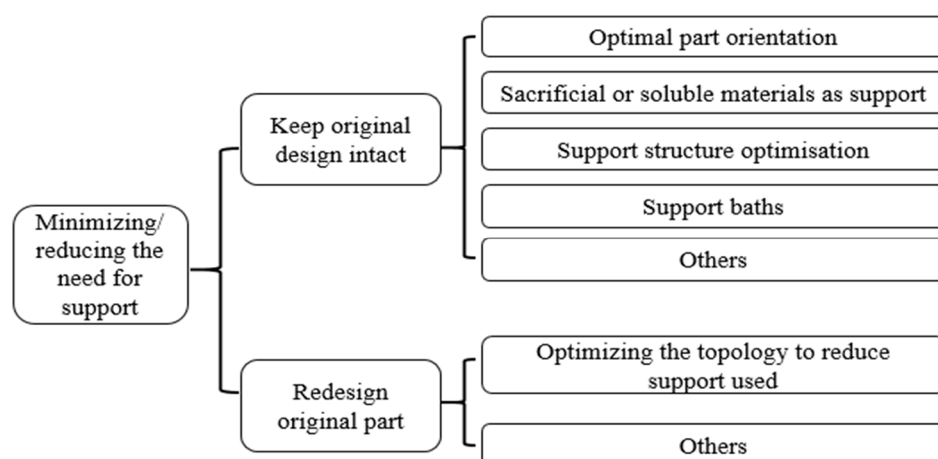 Minimizing/
reducing the
need for
support
Keep original
design intact
Optimal part orientation
Sacrificial or soluble materials as support
Support structure optimisation
Support baths
Others
Redesign
original part
Optimizing the topology to reduce
support used
Others